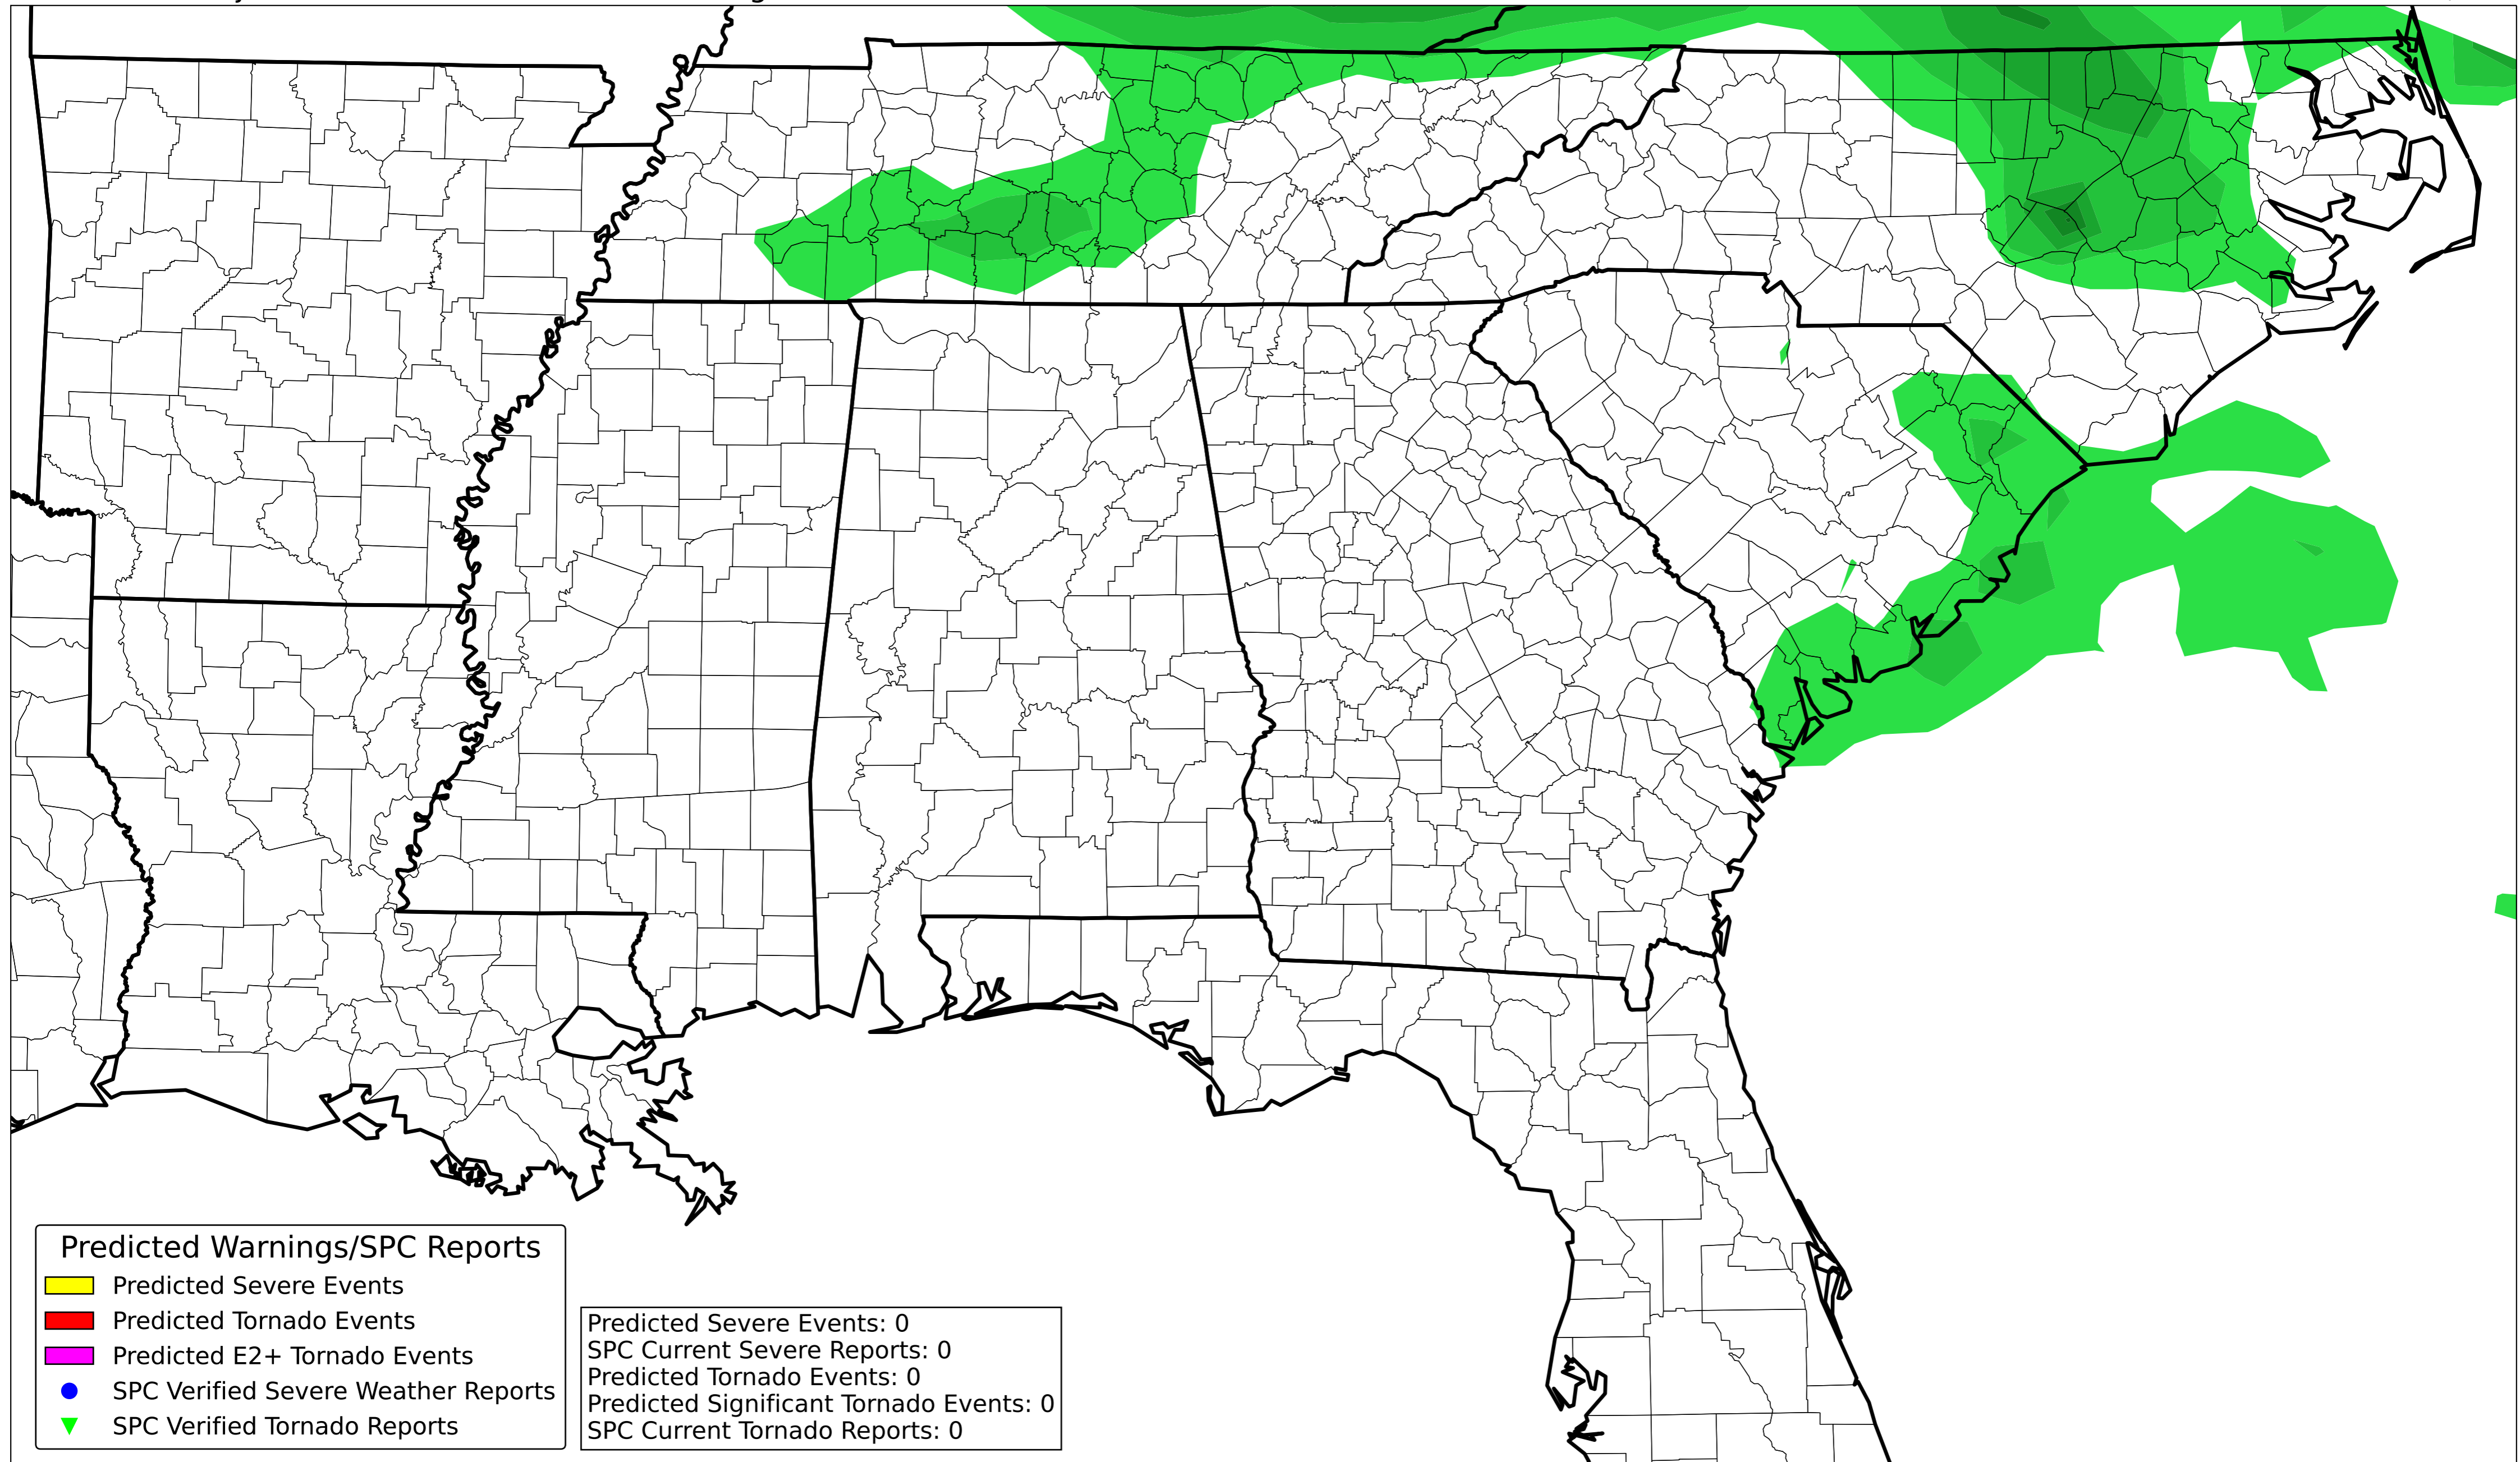 Predicted Warnings/SPC Reports
Predicted Severe Events
Predicted Tornado Events
Predicted E2+ Tornado Events
SPC Verified Severe Weather Reports
SPC Verified Tornado Reports
Predicted Severe Events: 0
SPC Current Severe Reports: 0
Predicted Tornado Events: 0
Predicted Significant Tornado Events: 0
SPC Current Tornado Reports: 0